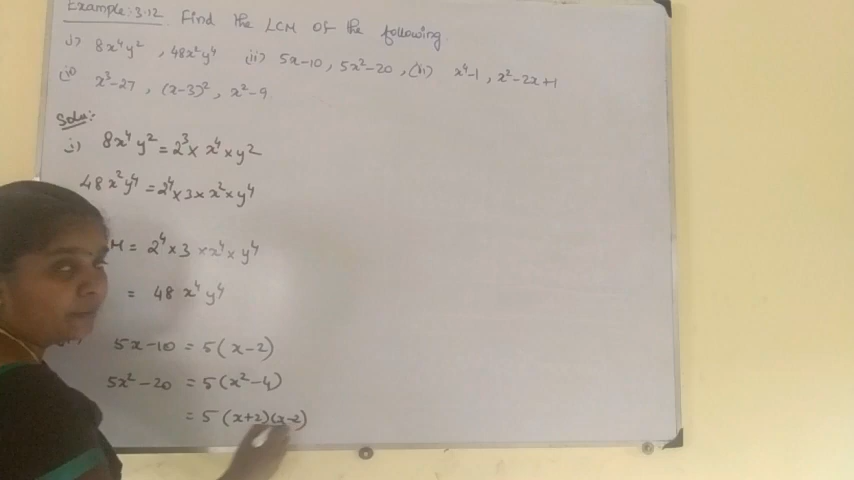 Example: 3.12 Find the LCM of the following.
i) 8x⁴y², 48x²y⁴ (ii) 5x-10, 5x²-20, (iii) x⁴-1, x²-2x+1
(iv) x³-27, (x-3)², x²-9
Soln:
i) 8x⁴y² = 2³ × x⁴ × y²
48x²y⁴ = 2⁴ × 3 × x² × y⁴
M = 2⁴ × 3 × x⁴ × y⁴
= 48 x⁴ y⁴
5x-10 = 5(x-2)
5x²-20 = 5(x²-4)
= 5(x+2)(x-2)